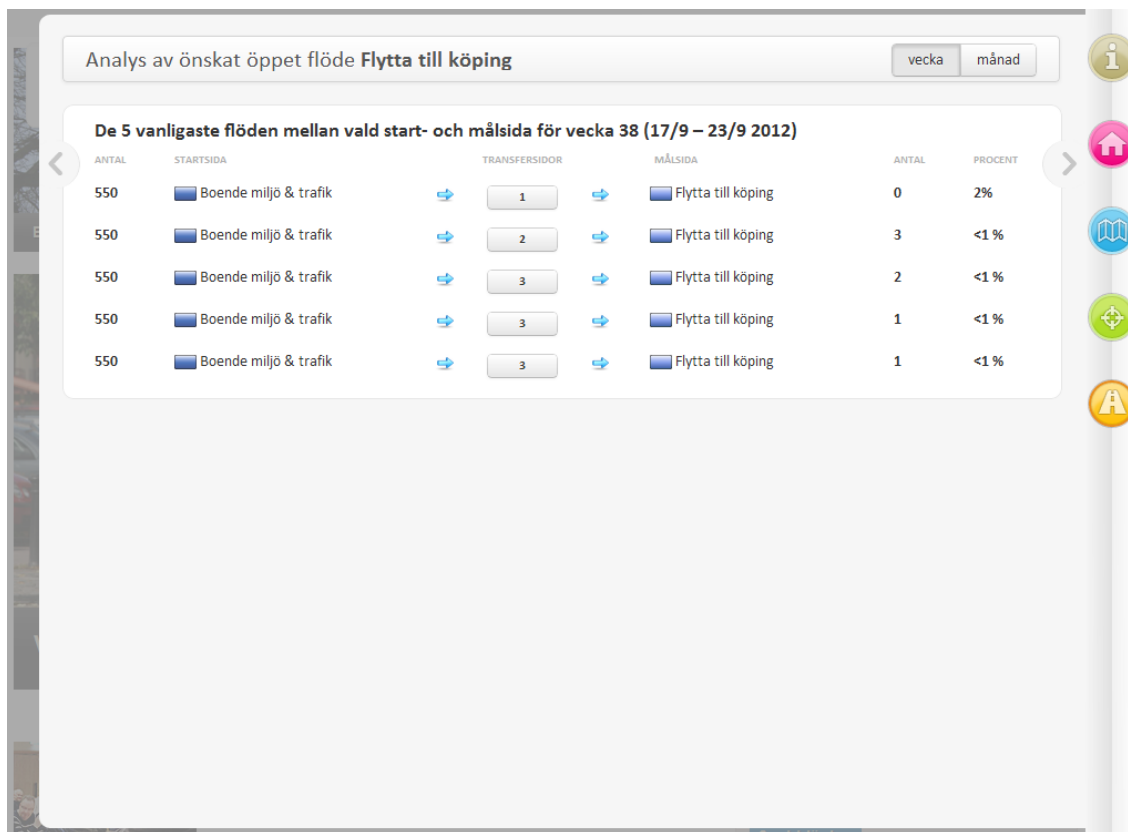 Analys av önskat öppet flöde Flytta till köping
vecka månad
De 5 vanligaste flöden mellan vald start- och målsida för vecka 38 (17/9 – 23/9 2012)
ANTAL STARTSIDA TRANSFERSIDOR MÅLSIDA ANTAL PROCENT
550 Boende miljö & trafik 1 Flytta till köping 0 2%
550 Boende miljö & trafik 2 Flytta till köping 3 <1 %
550 Boende miljö & trafik 3 Flytta till köping 2 <1 %
550 Boende miljö & trafik 3 Flytta till köping 1 <1 %
550 Boende miljö & trafik 3 Flytta till köping 1 <1 %